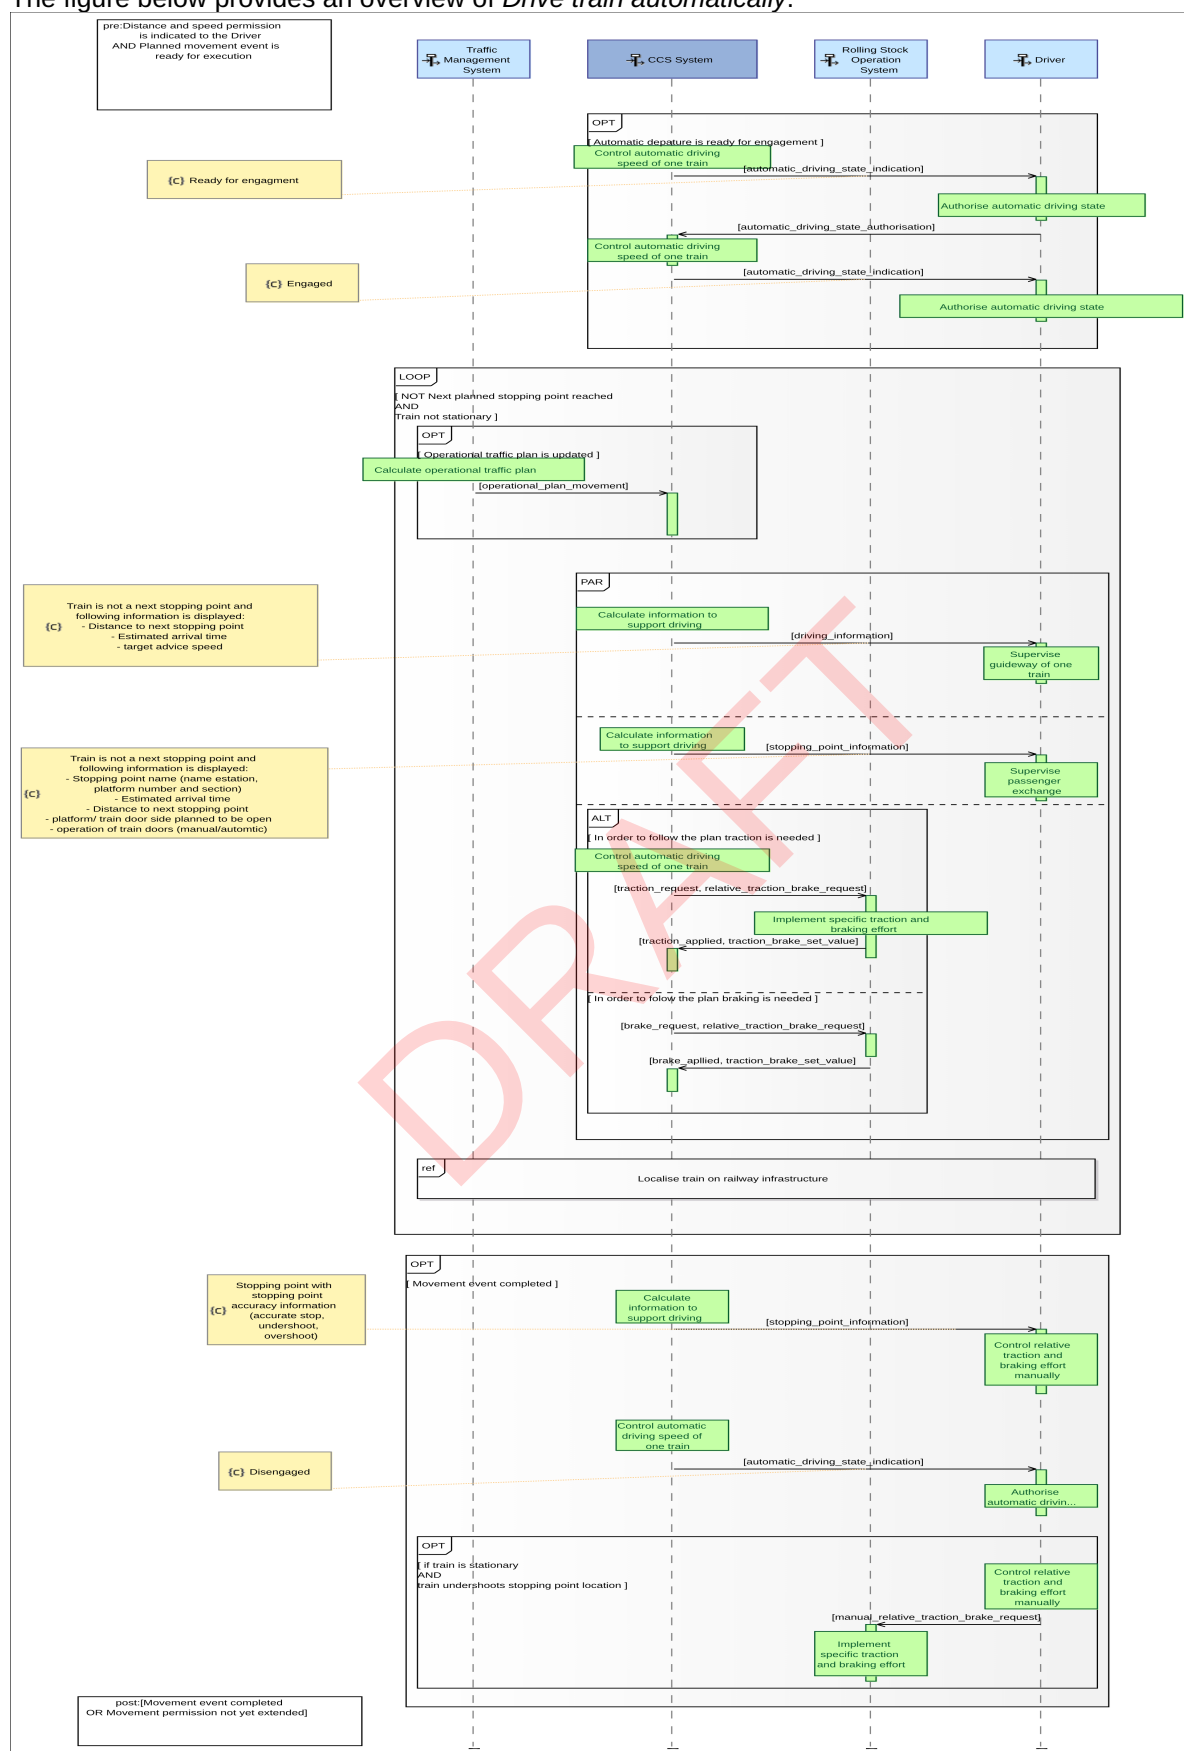 The figure below provides an overview of Drive train automatically.
pre:Distance and speed permission
is indicated to the Driver
AND Planned movement event is
ready for execution
Traffic
Management
System
CCS System
Rolling Stock
Operation
System
Driver
OPT
[ Automatic depature is ready for engagement ]
Control automatic driving
speed of one train
[automatic_driving_state_indication]
{C} Ready for engagment
Authorise automatic driving state
[automatic_driving_state_authorisation]
Control automatic driving
speed of one train
[automatic_driving_state_indication]
{C} Engaged
Authorise automatic driving state
LOOP
[ NOT Next planned stopping point reached
AND
Train not stationary ]
OPT
[ Operational traffic plan is updated ]
Calculate operational traffic plan
[operational_plan_movement]
PAR
Train is not a next stopping point and
following information is displayed:
{C} - Distance to next stopping point
- Estimated arrival time
- target advice speed
Calculate information to
support driving
[driving_information]
Supervise
guideway of one
train
Calculate information
to support driving
[stopping_point_information]
Train is not a next stopping point and
following information is displayed:
- Stopping point name (name estation,
platform number and section)
{C} - Estimated arrival time
- Distance to next stopping point
- platform/ train door side planned to be open
- operation of train doors (manual/automtic)
Supervise
passenger
exchange
ALT
[ In order to follow the plan traction is needed ]
Control automatic driving
speed of one train
[traction_request, relative_traction_brake_request]
Implement specific traction and
braking effort
[traction_applied, traction_brake_set_value]
[ In order to folow the plan braking is needed ]
[brake_request, relative_traction_brake_request]
[brake_apllied, traction_brake_set_value]
DRAFT
ref
Localise train on railway infrastructure
OPT
[ Movement event completed ]
Stopping point with
stopping point
{C} accuracy information
(accurate stop,
undershoot,
overshoot)
Calculate
information to
support driving
[stopping_point_information]
Control relative
traction and
braking effort
manually
Control automatic
driving speed of
one train
[automatic_driving_state_indication]
{C} Disengaged
Authorise
automatic drivin...
OPT
[ if train is stationary
AND
train undershoots stopping point location ]
Control relative
traction and
braking effort
manually
[manual_relative_traction_brake_request]
Implement
specific traction
and braking effort
post:[Movement event completed
OR Movement permission not yet extended]